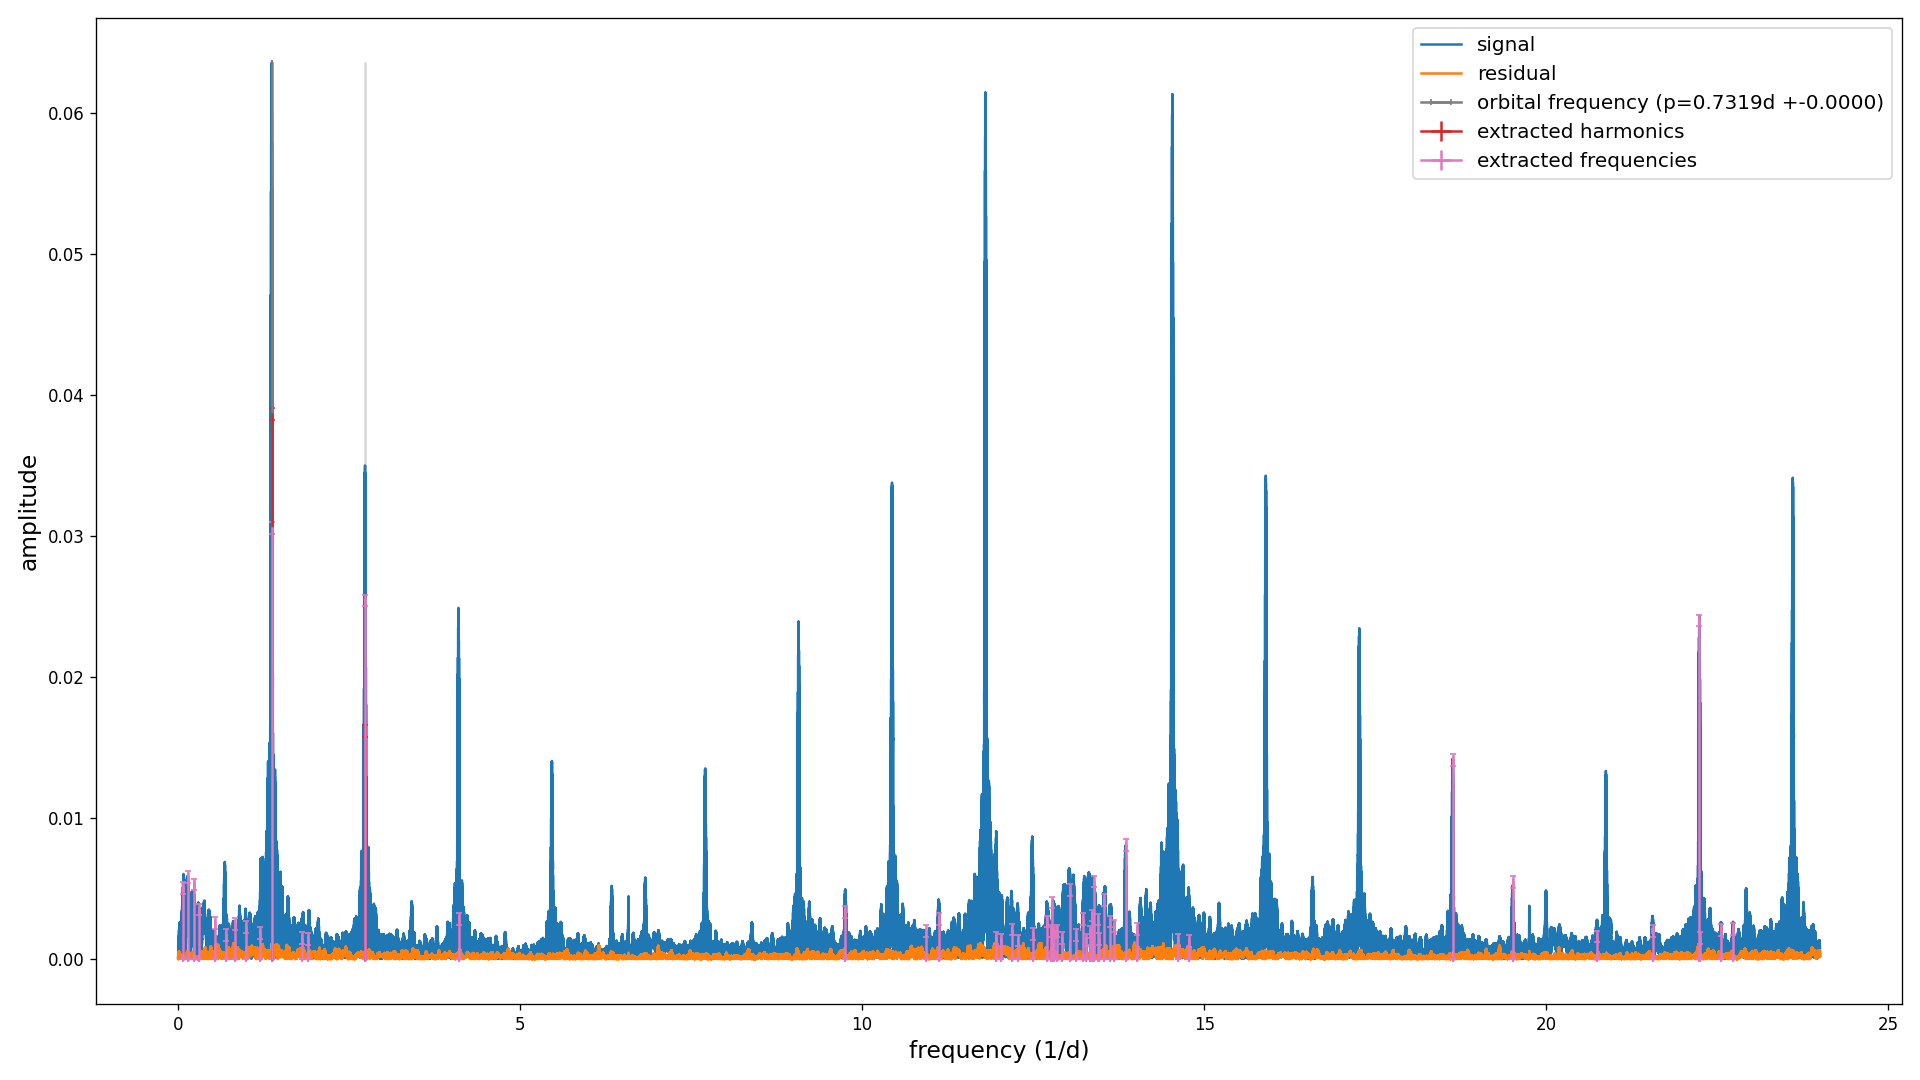 signal
residual
orbital frequency (p=0.7319d +-0.0000)
extracted harmonics
extracted frequencies
0.06
0.05
0.04
0.03
0.02
0.01
0.00
amplitude
0 5 10 15 20 25
frequency (1/d)